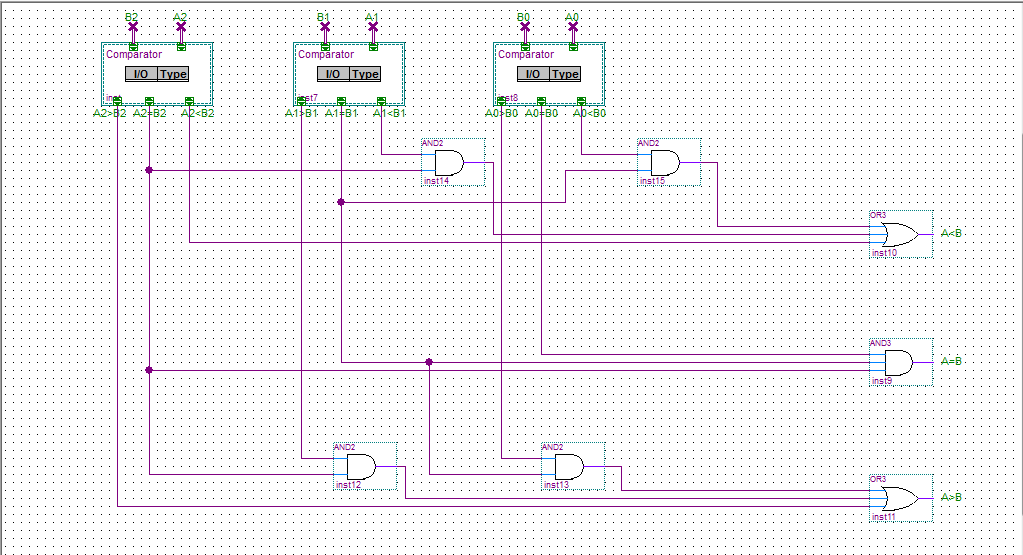 B2 A2 B1 A1 B0 A0
Comparator Comparator Comparator
I/O Type I/O Type I/O Type
inst inst7 inst8
A2>B2 A2=B2 A2<B2 A1>B1 A1=B1 A1<B1 A0>B0 A0=B0 A0<B0
AND2 AND2
inst14 inst15
OR3
A<B
inst10
AND3
A=B
inst9
AND2 AND2
inst12 inst13
OR3
A>B
inst11